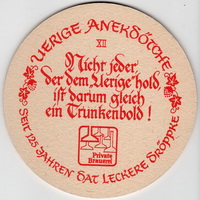 UERIGE ANEKDÖTCHE
XII
Nicht jeder,
der dem Uerige hold,
ist darum gleich
ein Trunkenbold!
Private
Brauerei
SEIT 125 JAHREN DAT LECKERE DRÖPPKE